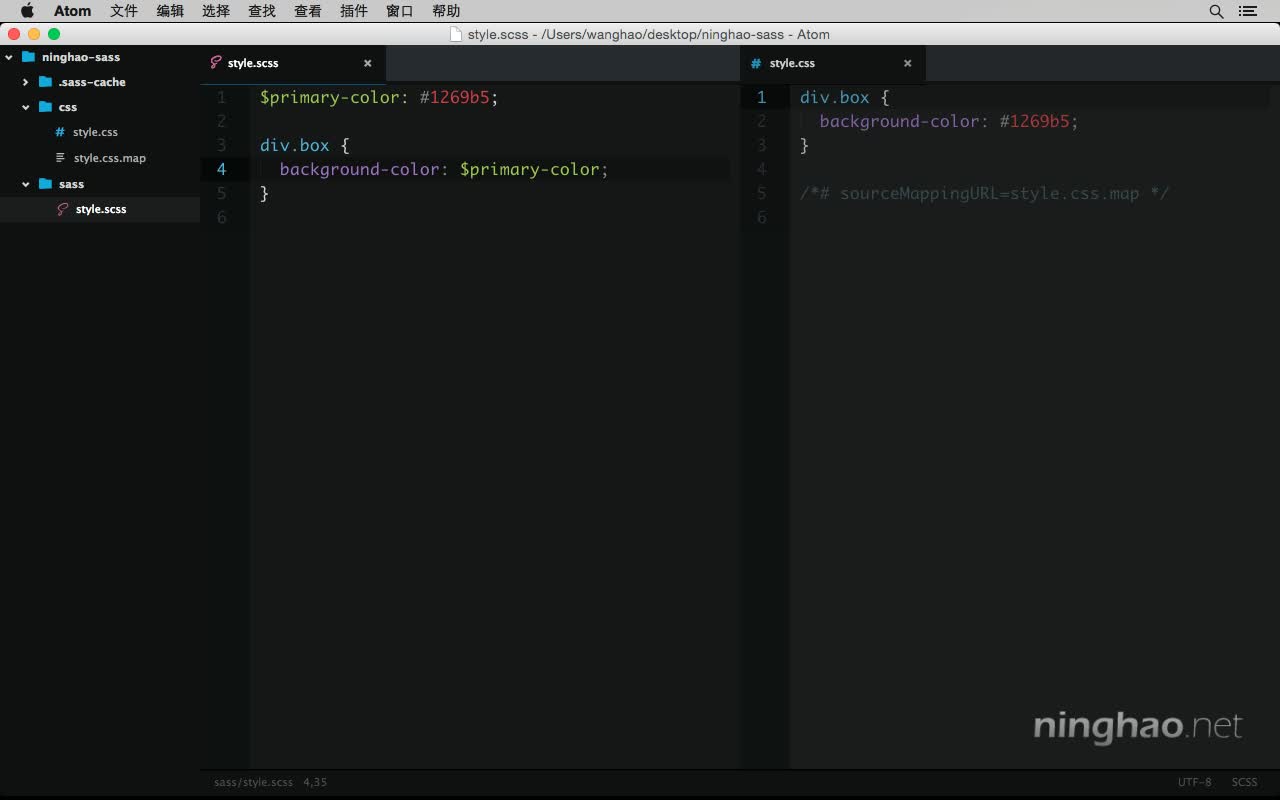 Atom 文件 编辑 选择 查找 查看 插件 窗口 帮助
style.scss - /Users/wanghao/desktop/ninghao-sass - Atom
ninghao-sass
.sass-cache
css
style.css
style.css.map
sass
style.scss
style.scss
1 $primary-color: #1269b5;
2
3 div.box {
4 background-color: $primary-color;
5 }
6
style.css
1 div.box {
2 background-color: #1269b5;
3 }
4
5 /*# sourceMappingURL=style.css.map */
6
ninghao.net
sass/style.scss 4,35
UTF-8 SCSS